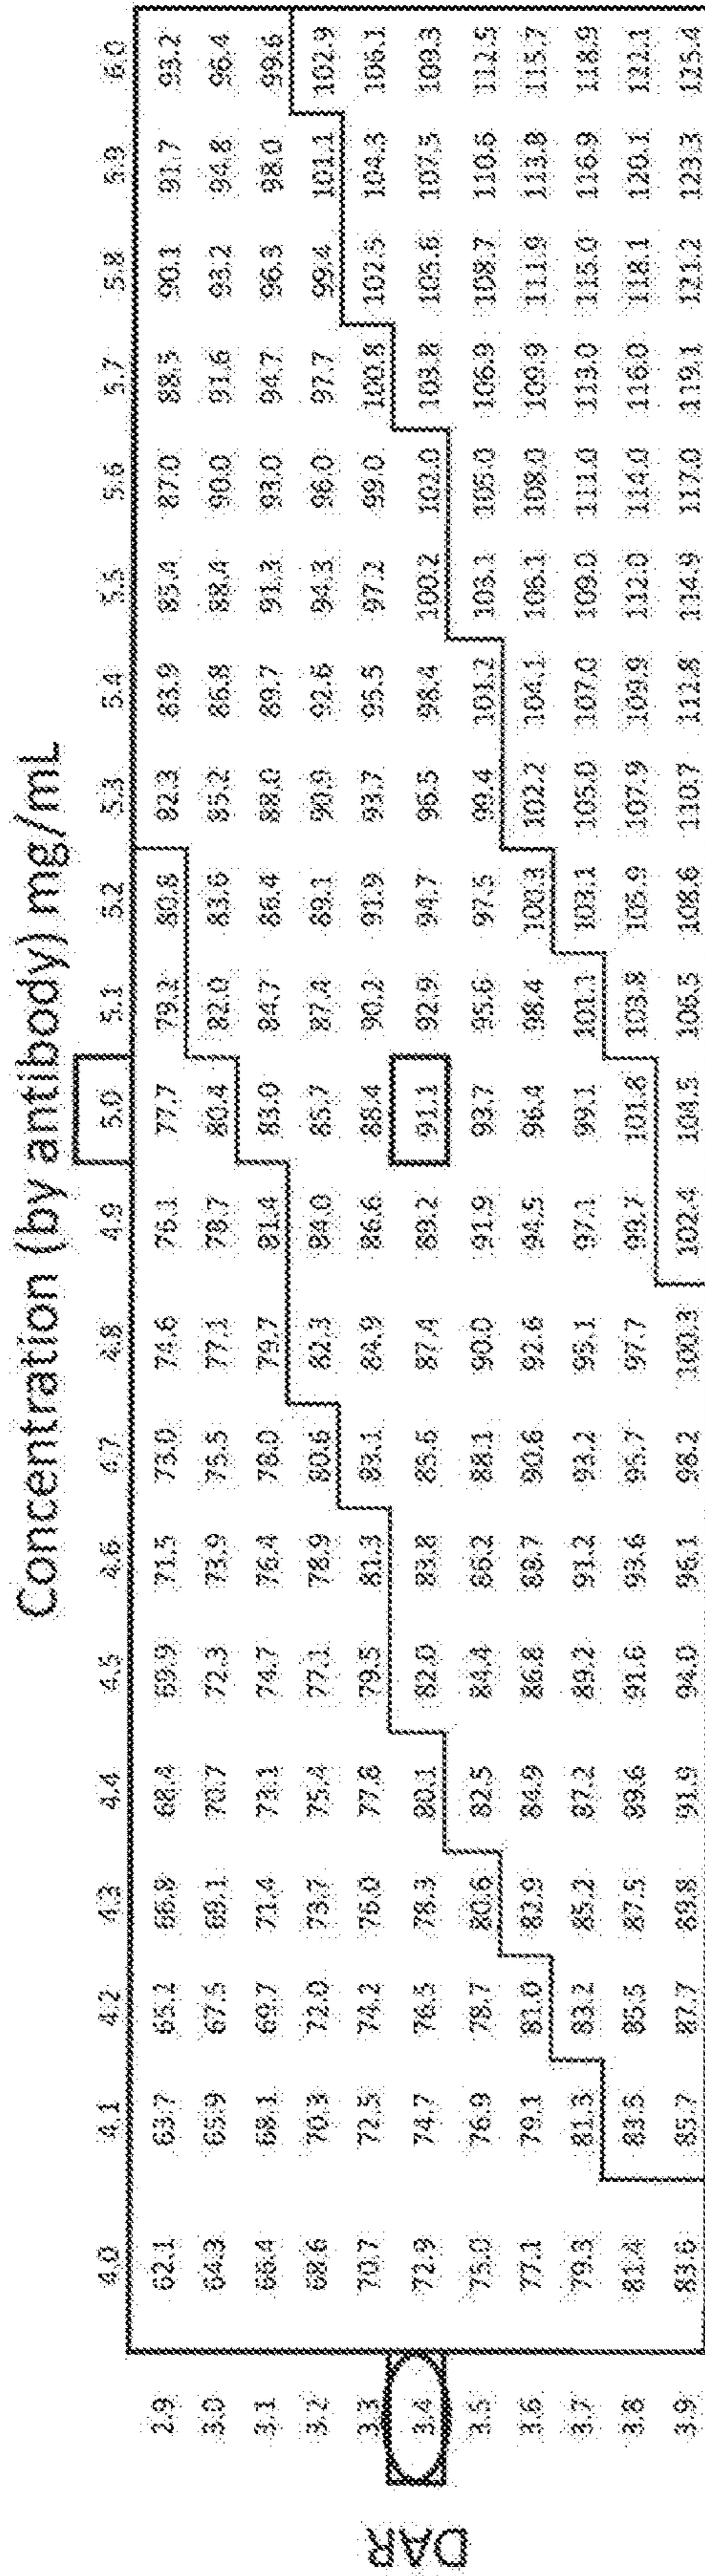 Concentration (by antibody) mg/mL
4.0 4.1 4.2 4.3 4.4 4.5 4.6 4.7 4.8 4.9 5.0 5.1 5.2 5.3 5.4 5.5 5.6 5.7 5.8 5.9 6.0
2.9 62.1 63.7 65.2 66.8 68.4 69.9 71.5 73.0 74.6 76.1 77.7 79.2 80.8 82.3 83.9 85.4 87.0 88.5 90.1 91.7 93.2
3.0 64.3 65.9 67.5 69.1 70.7 72.3 73.9 75.5 77.1 78.7 80.4 82.0 83.6 85.2 86.8 88.4 90.0 91.6 93.2 94.8 96.4
3.1 66.4 68.1 69.7 71.4 73.1 74.7 76.4 78.0 79.7 81.4 83.0 84.7 86.4 88.0 89.7 91.3 93.0 94.7 96.3 98.0 99.6
3.2 68.6 70.3 72.0 73.7 75.4 77.1 78.9 80.6 82.3 84.0 85.7 87.4 89.1 90.9 92.6 94.3 96.0 97.7 99.4 101.1 102.9
3.3 70.7 72.5 74.2 76.0 77.8 79.5 81.3 83.1 84.9 86.6 88.4 90.2 91.9 93.7 95.5 97.2 99.0 100.8 102.5 104.3 106.1
DAR 3.4 72.9 74.7 76.5 78.3 80.1 82.0 83.8 85.6 87.4 89.2 91.1 92.9 94.7 96.5 98.4 100.2 102.0 103.8 105.6 107.5 109.3
3.5 75.0 76.9 78.7 80.6 82.5 84.4 86.2 88.1 90.0 91.9 93.7 95.6 97.5 99.4 101.2 103.1 105.0 106.9 108.7 110.6 112.5
3.6 77.1 79.1 81.0 82.9 84.9 86.8 88.7 90.6 92.6 94.5 96.4 98.4 100.3 102.2 104.1 106.1 108.0 109.9 111.9 113.8 115.7
3.7 79.3 81.3 83.2 85.2 87.2 89.2 91.2 93.2 95.1 97.1 99.1 101.1 103.1 105.0 107.0 109.0 111.0 113.0 115.0 116.9 118.9
3.8 81.4 83.5 85.5 87.5 89.6 91.6 93.6 95.7 97.7 99.7 101.8 103.8 105.9 107.9 109.9 112.0 114.0 116.0 118.1 120.1 122.1
3.9 83.6 85.7 87.7 89.8 91.9 94.0 96.1 98.2 100.3 102.4 104.5 106.5 108.6 110.7 112.8 114.9 117.0 119.1 121.2 123.3 125.4